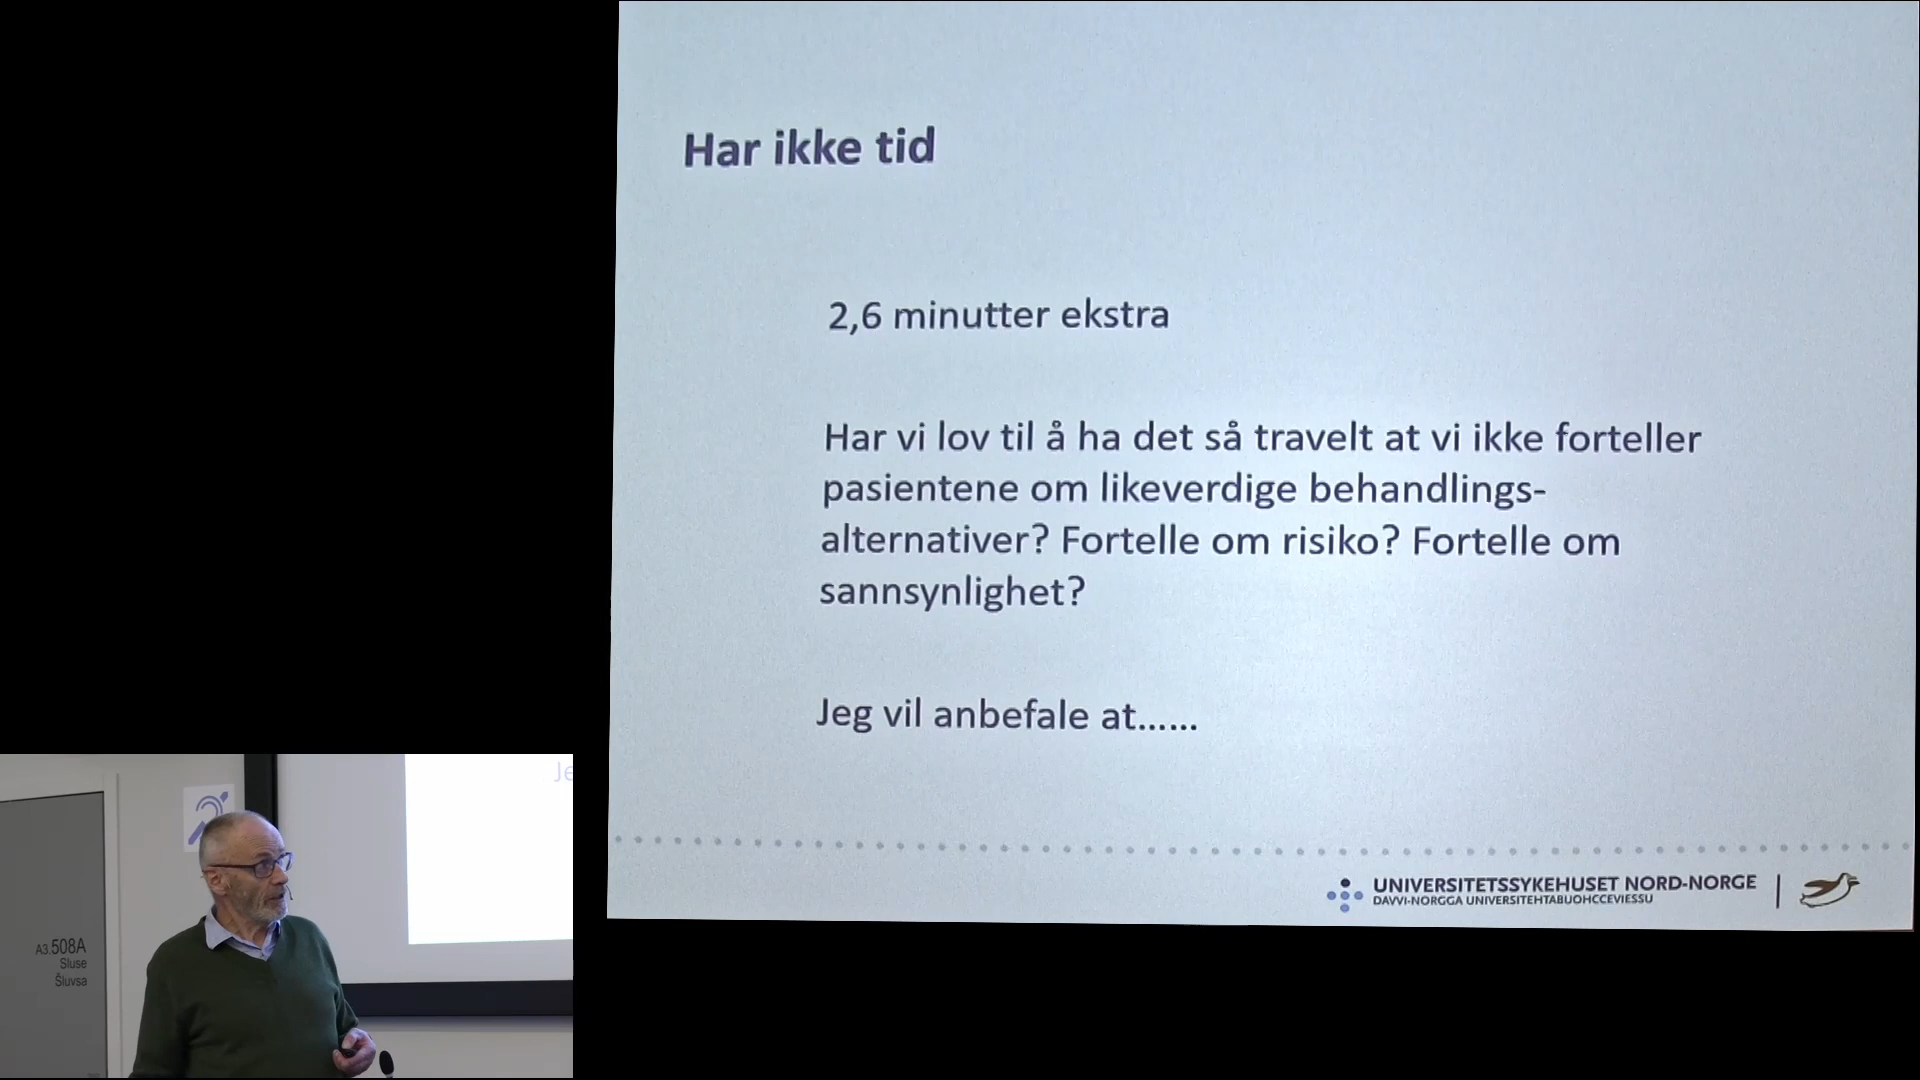 Har ikke tid
2,6 minutter ekstra
Har vi lov til å ha det så travelt at vi ikke forteller
pasientene om likeverdige behandlings-
alternativer? Fortelle om risiko? Fortelle om
sannsynlighet?
Jeg vil anbefale at......
UNIVERSITETSSYKEHUSET NORD-NORGE
DAVVI-NORGGA UNIVERSITEHTABUOHCCEVIESSU
Je
A3.508A
Sluse
Šluvsa